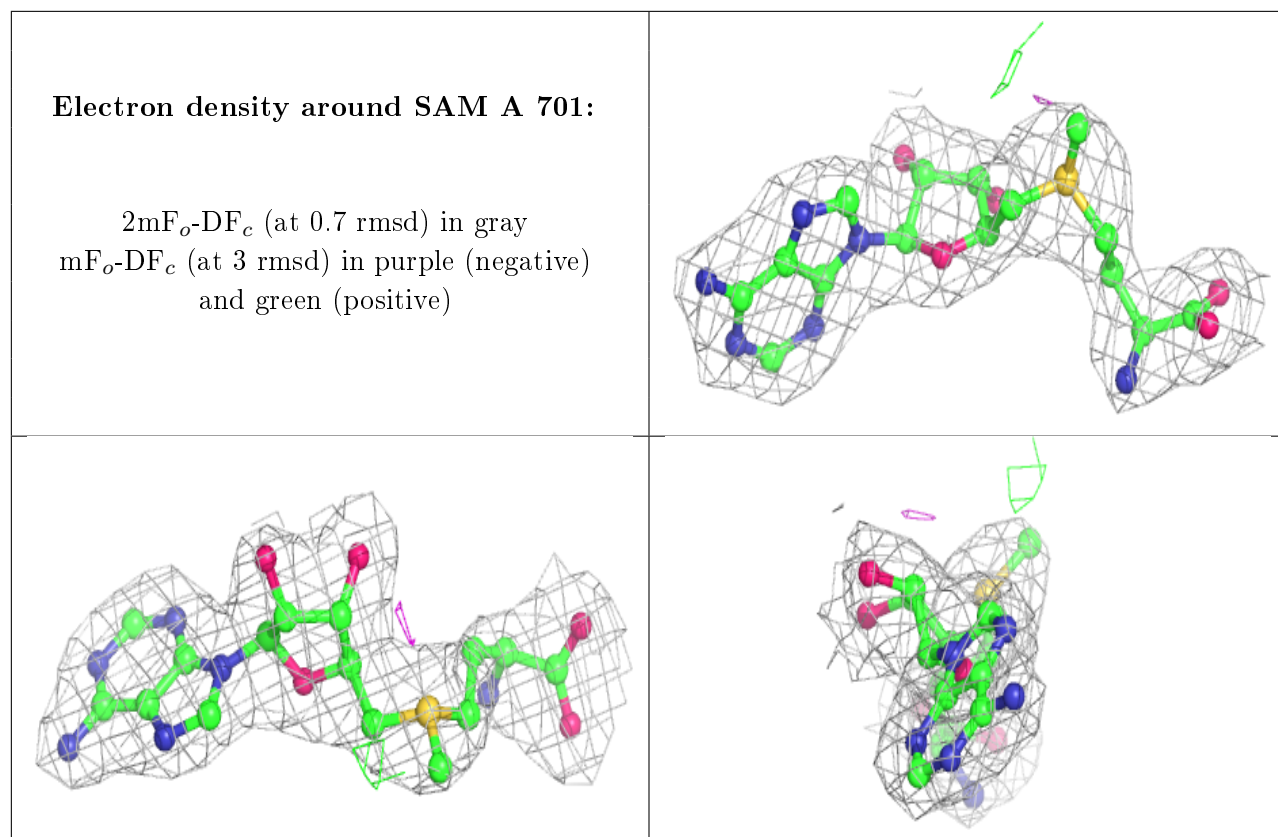 Electron density around SAM A 701:
2mFo-DFc (at 0.7 rmsd) in gray
mFo-DFc (at 3 rmsd) in purple (negative)
and green (positive)